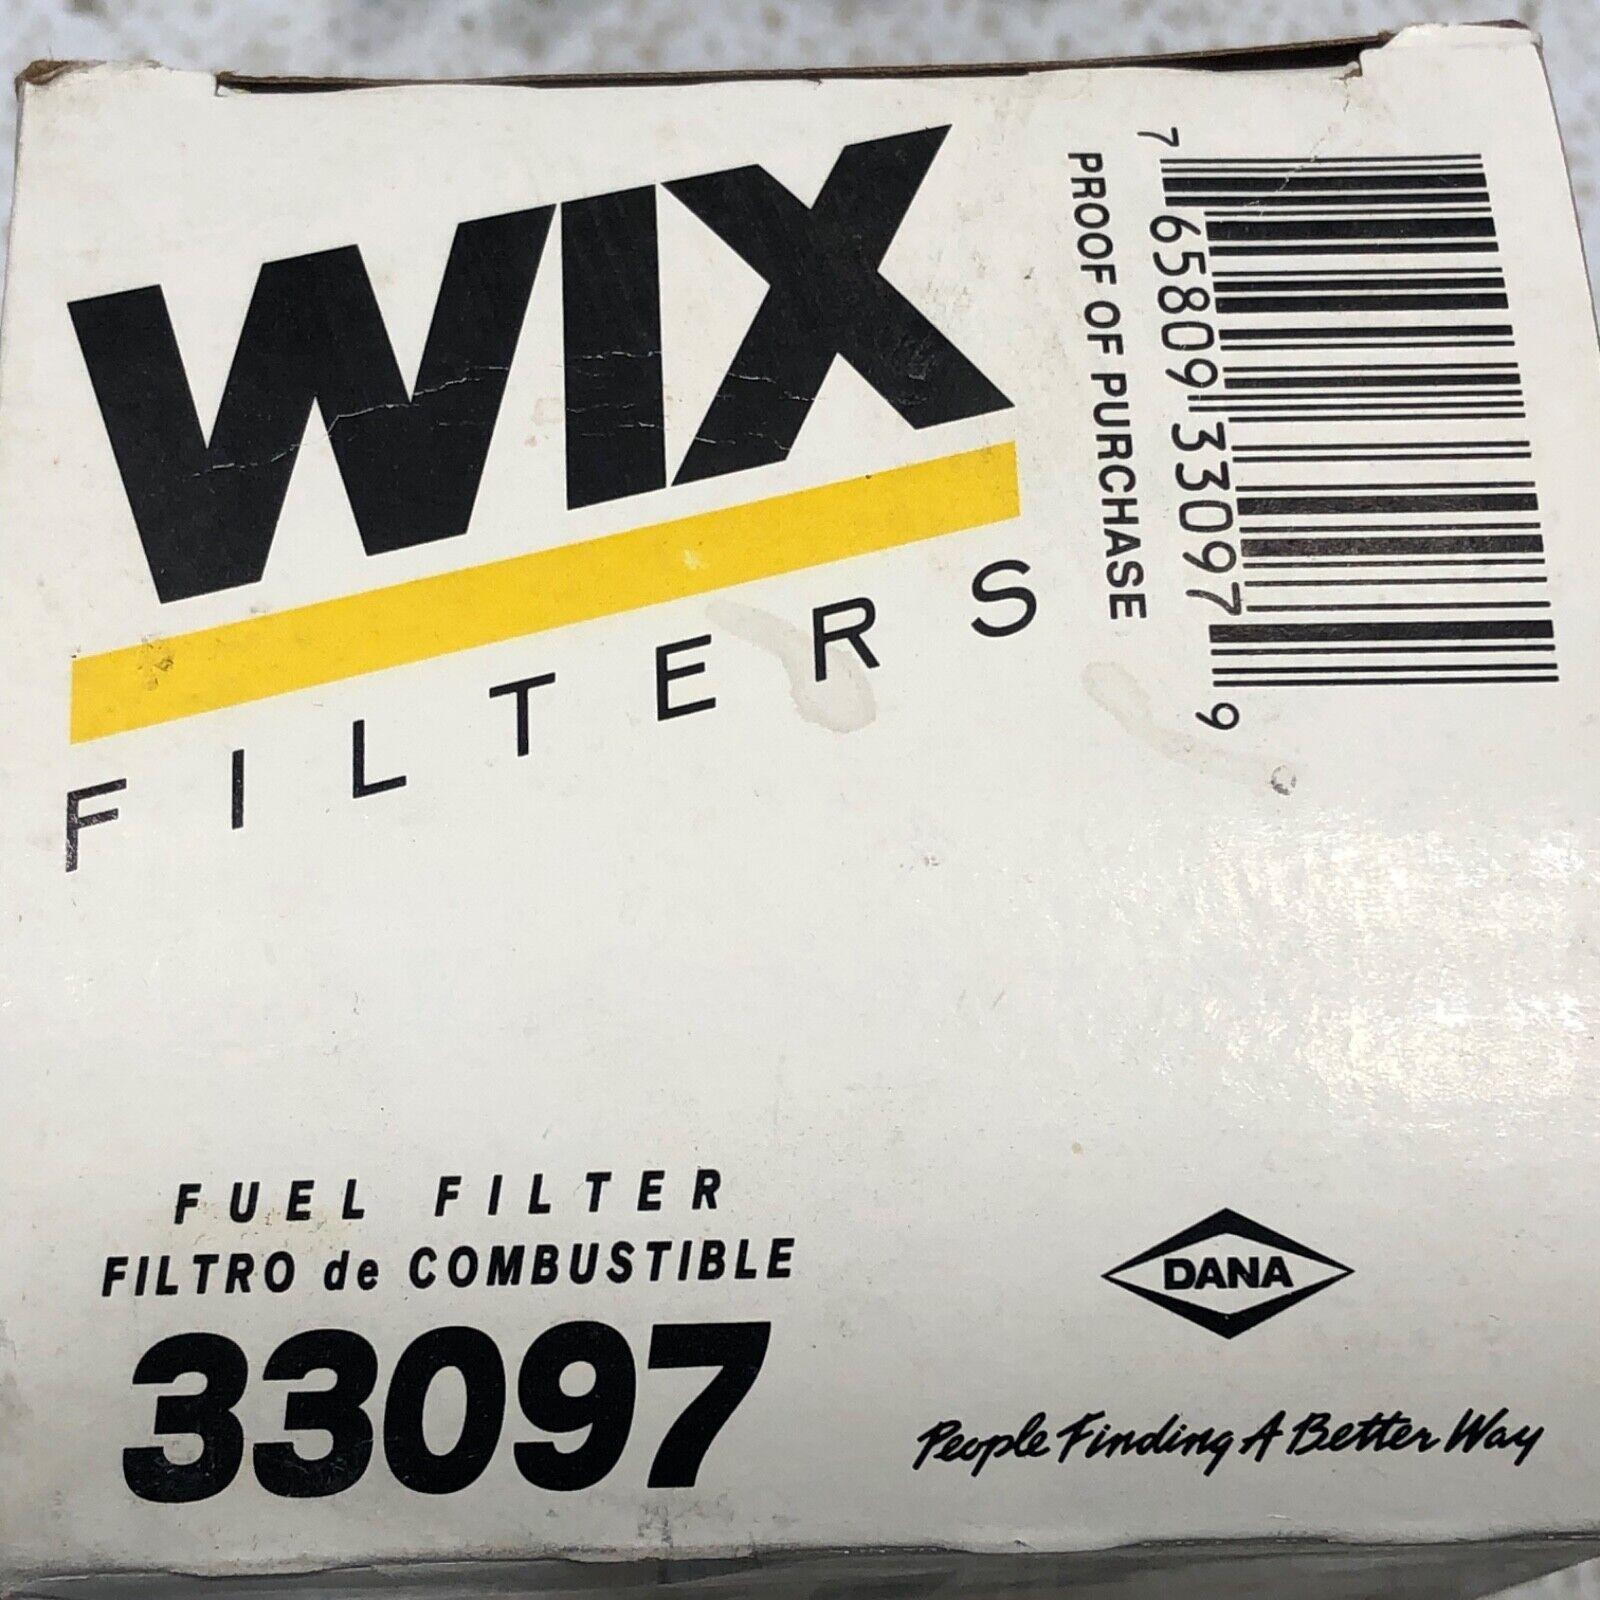 WIX
FILTERS
PROOF OF PURCHASE
7 65809 33097 9
FUEL FILTER
FILTRO de COMBUSTIBLE
33097
DANA
People Finding A Better Way